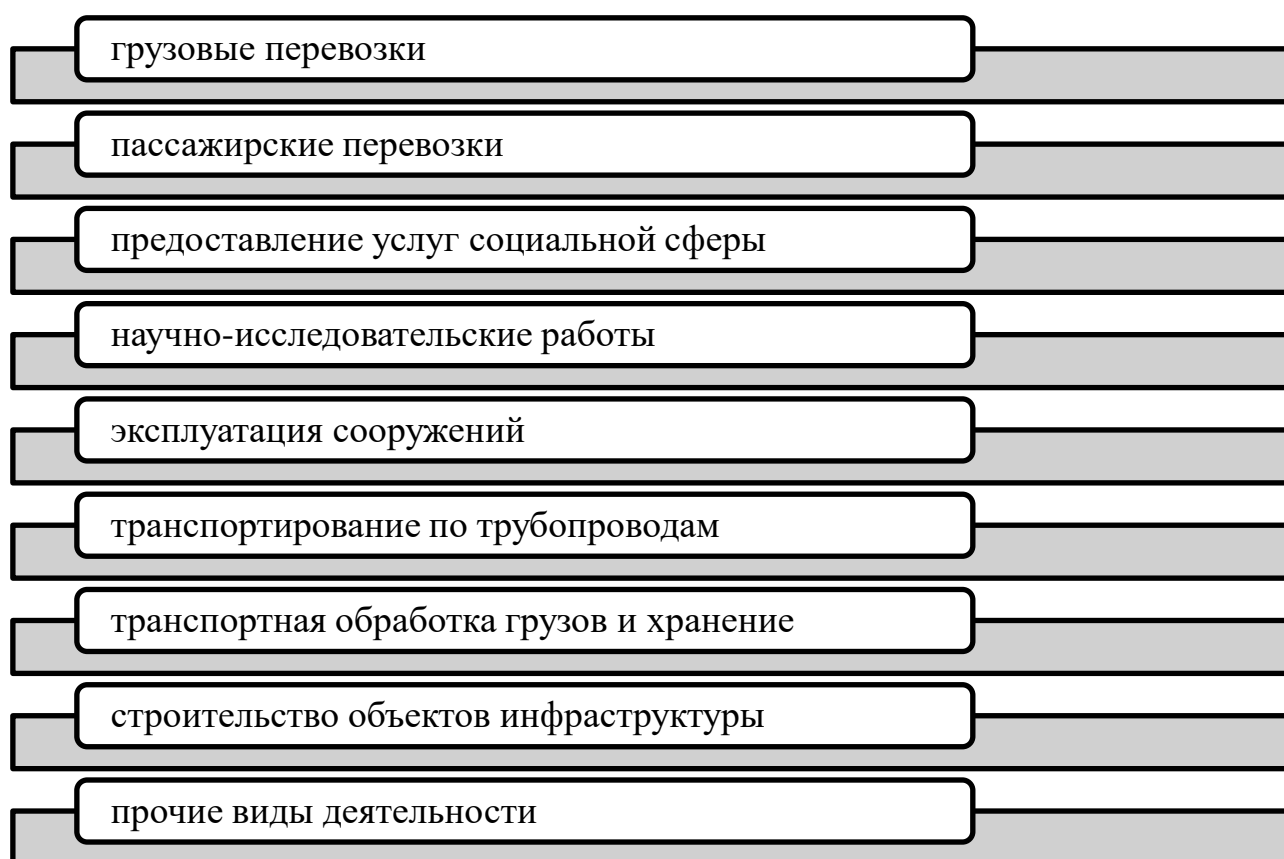 грузовые перевозки
пассажирские перевозки
предоставление услуг социальной сферы
научно-исследовательские работы
эксплуатация сооружений
транспортирование по трубопроводам
транспортная обработка грузов и хранение
строительство объектов инфраструктуры
прочие виды деятельности